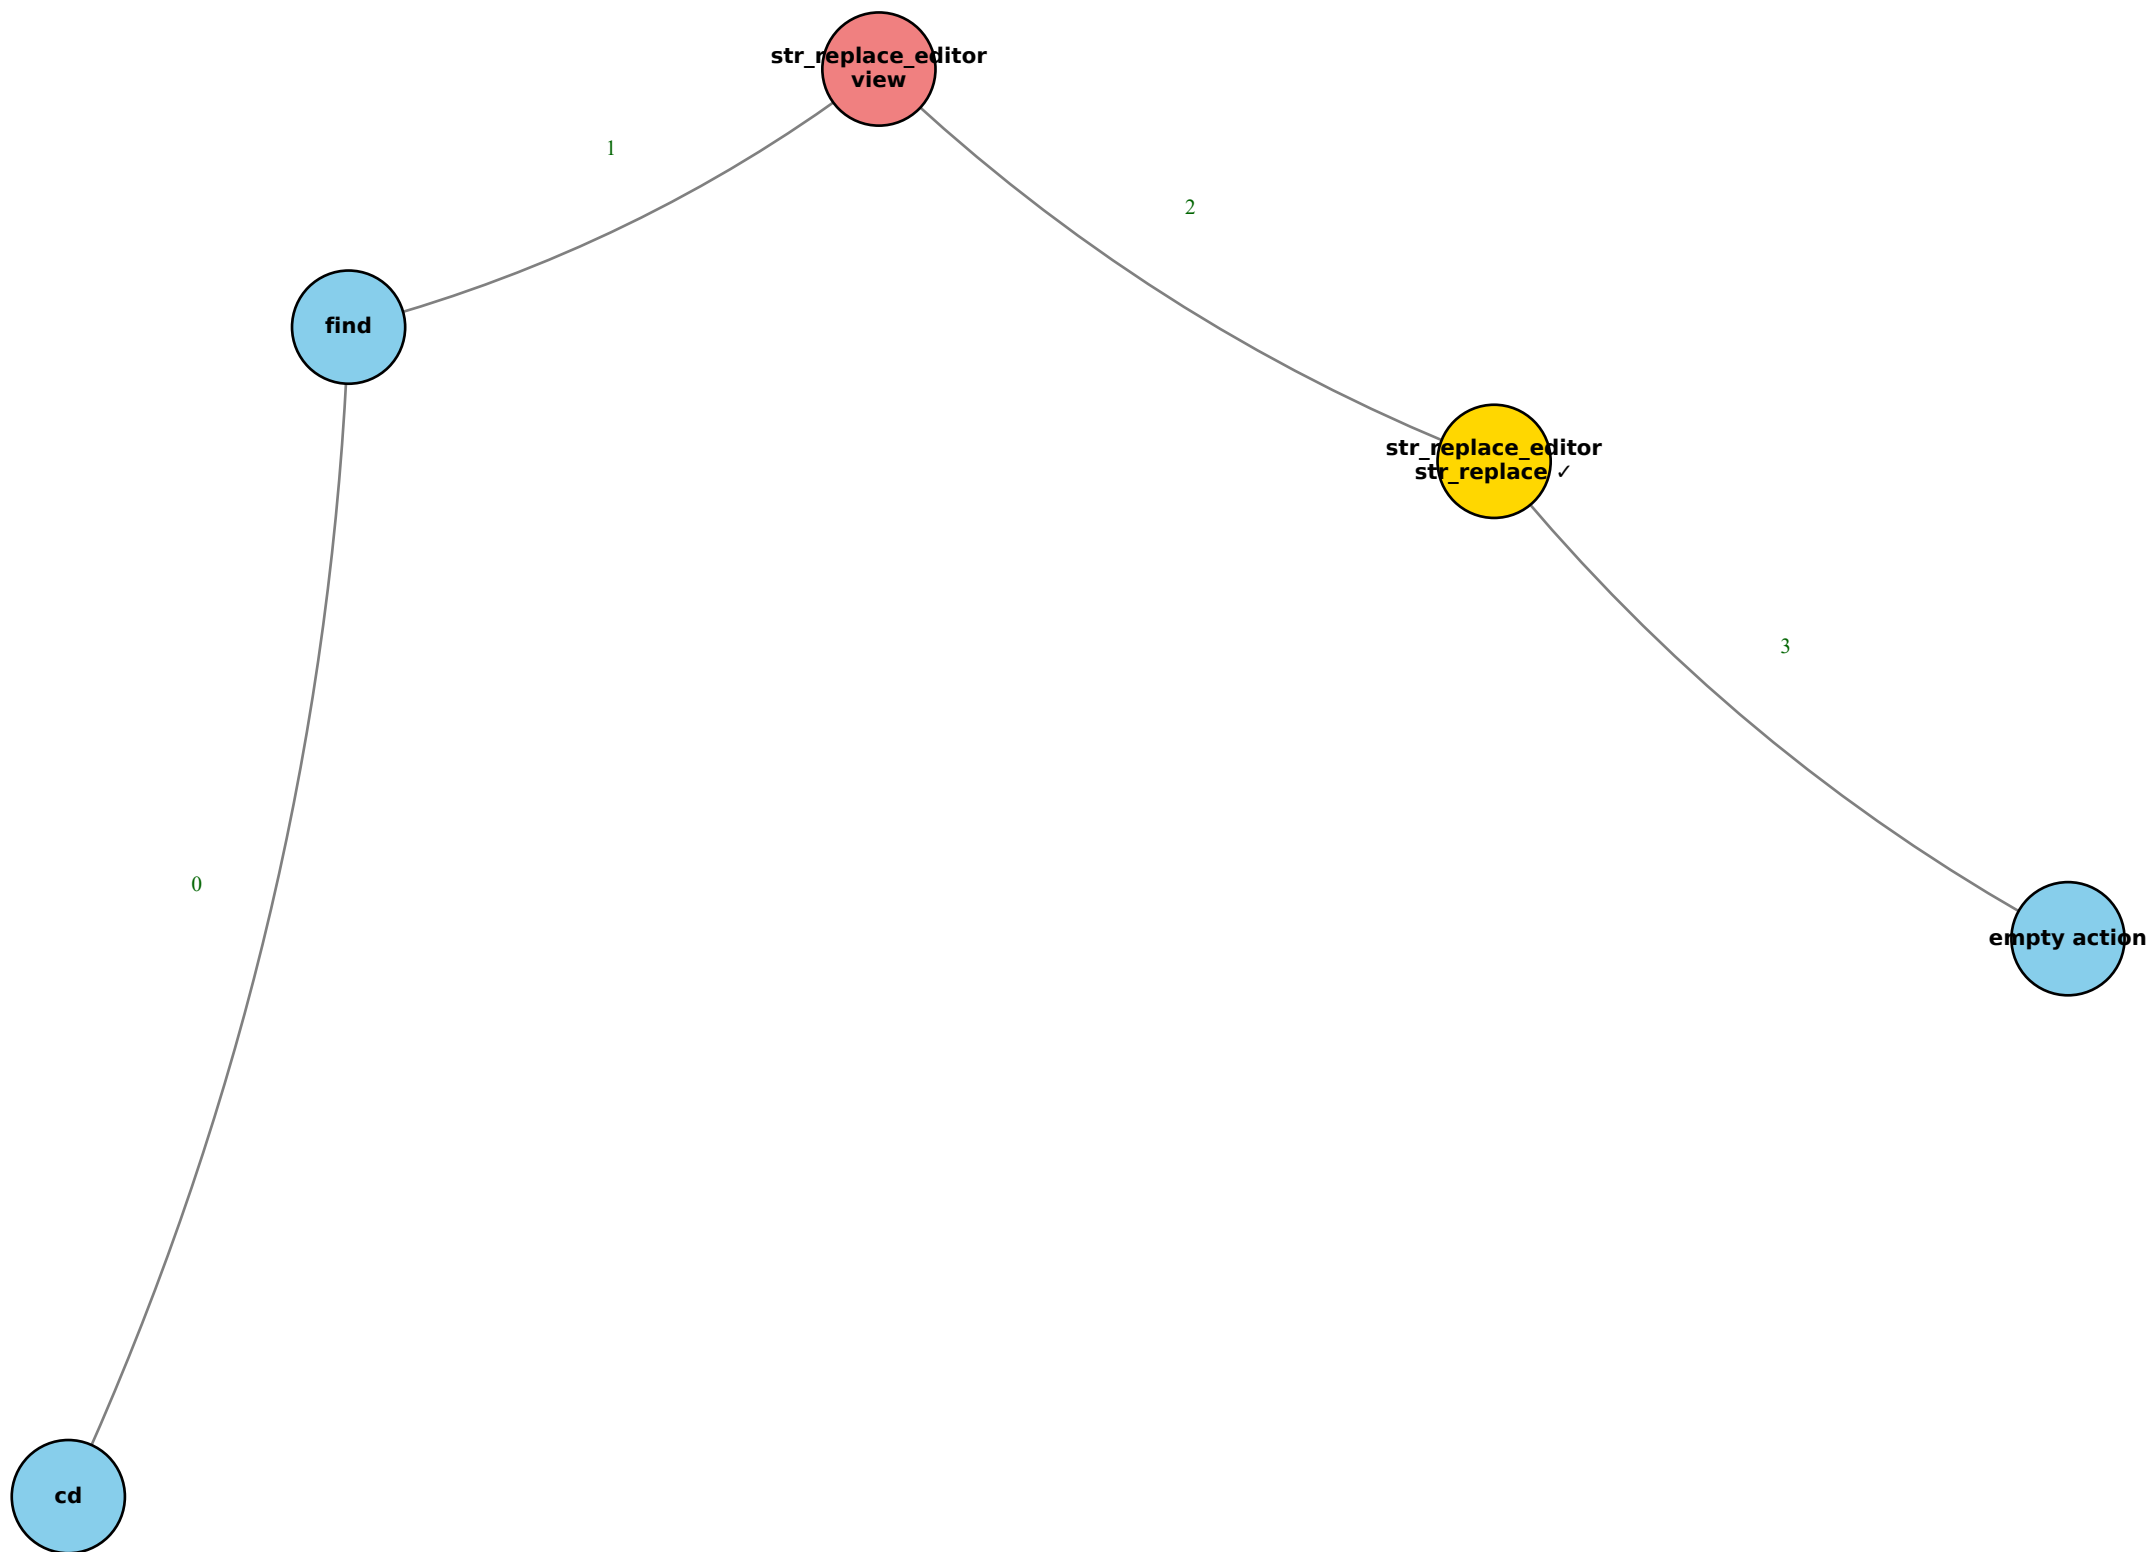 str_replace_editor
view
1
2
find
str_replace_editor
str_replace ✓
3
0
empty action
cd